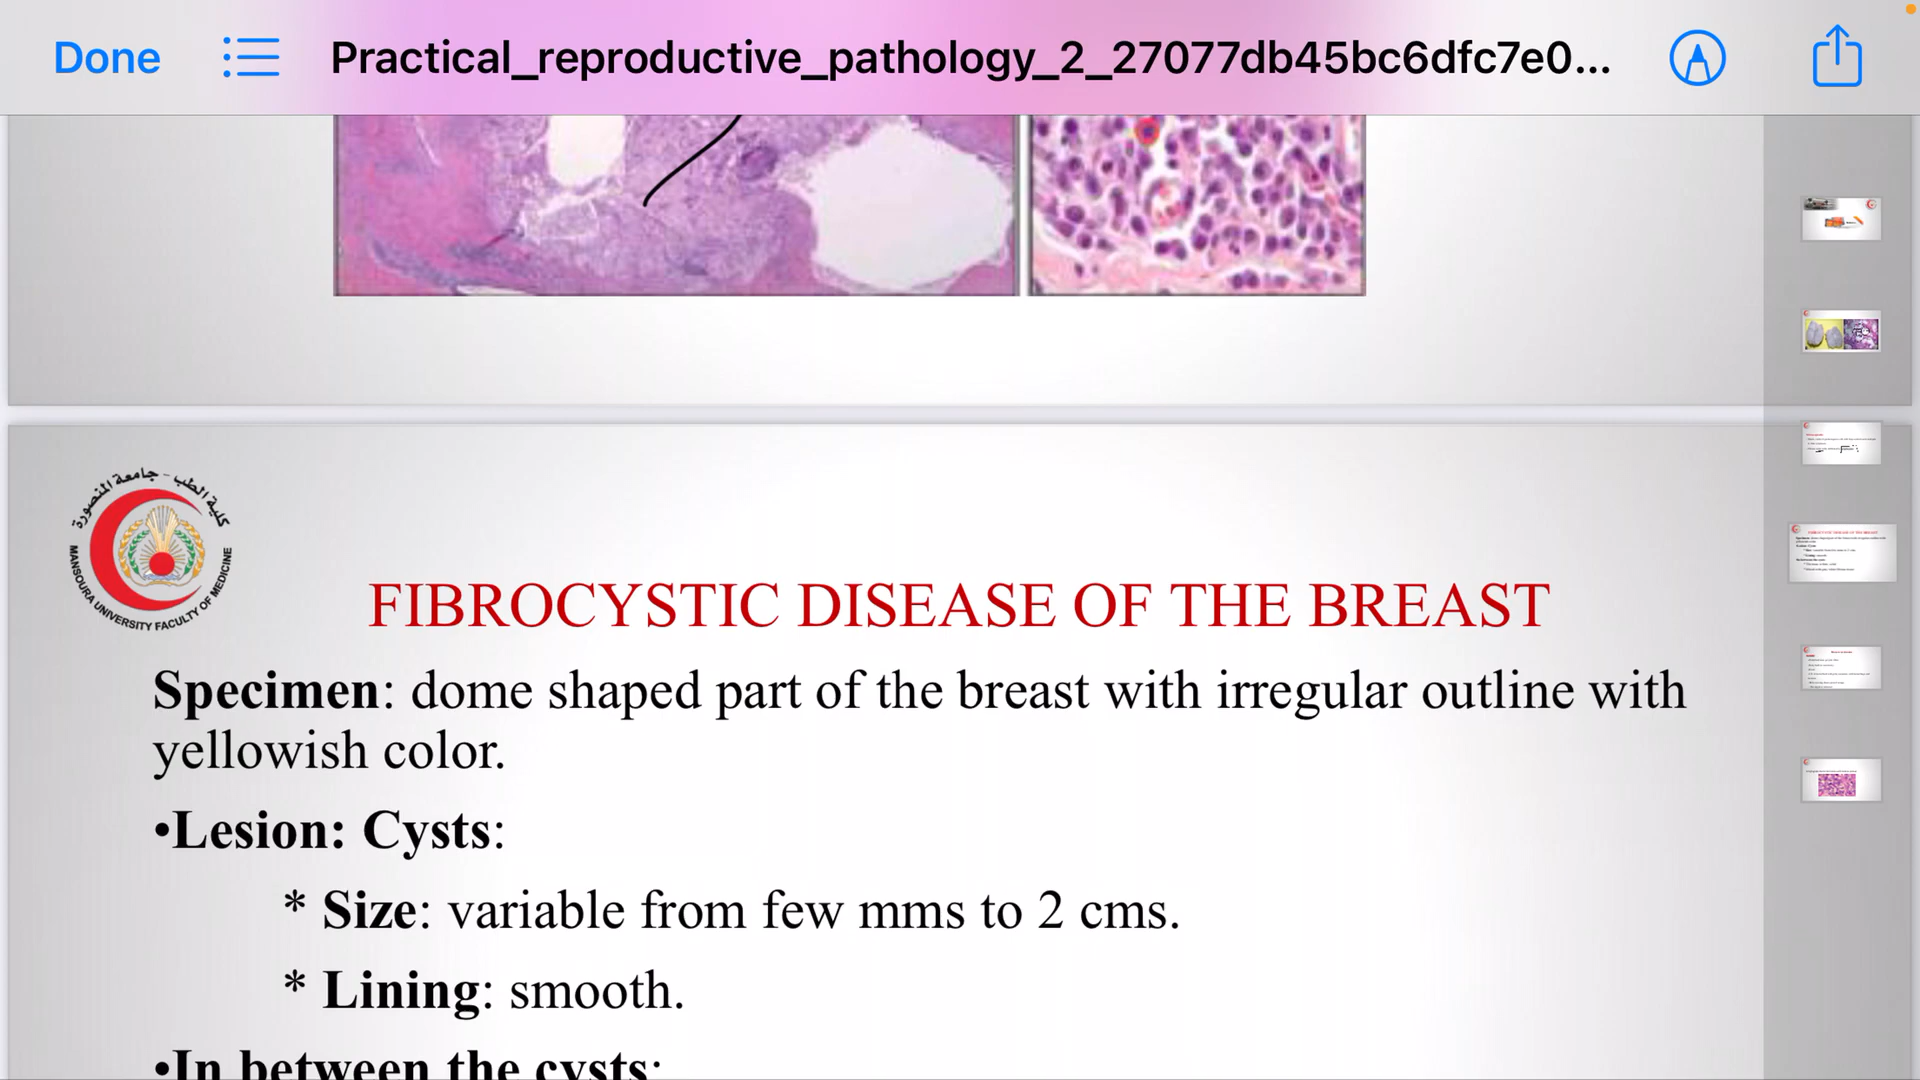 Done
Practical_reproductive_pathology_2_27077db45bc6dfc7e0...
كلية الطب - جامعة المنصورة
MANSOURA UNIVERSITY FACULTY OF MEDICINE
FIBROCYSTIC DISEASE OF THE BREAST
Specimen: dome shaped part of the breast with irregular outline with
yellowish color.
•Lesion: Cysts:
* Size: variable from few mms to 2 cms.
* Lining: smooth.
•In between the cysts: